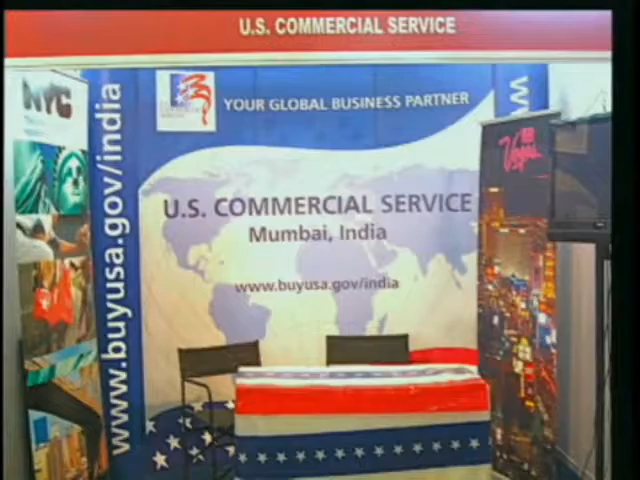 U.S. COMMERCIAL SERVICE
NYC
www.buyusa.gov/india
YOUR GLOBAL BUSINESS PARTNER
W
Vegas
U.S. COMMERCIAL SERVICE
Mumbai, India
www.buyusa.gov/india